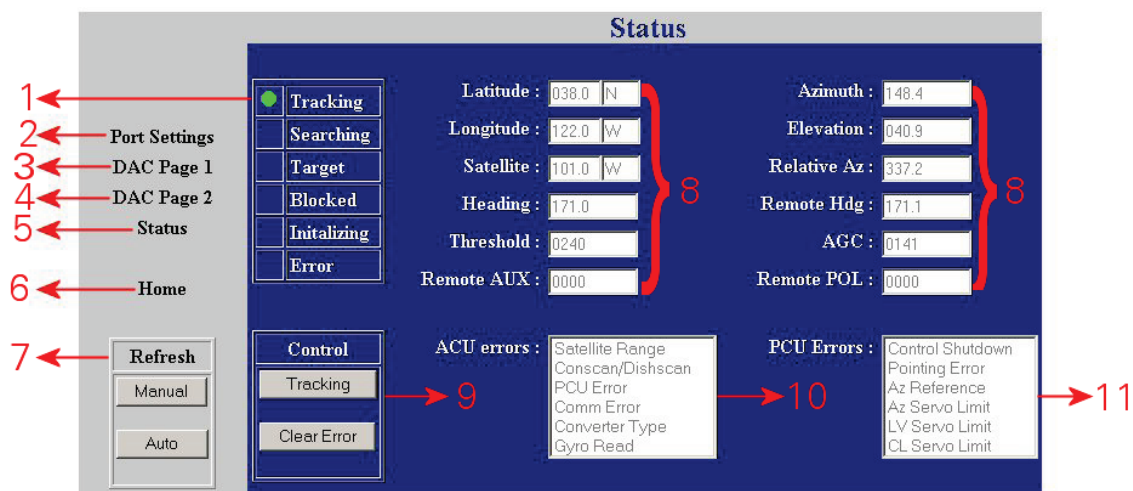 Status
1
2
3
4
5
6
7
Port Settings
DAC Page 1
DAC Page 2
Status
Home
Refresh
Manual
Auto
Tracking
Searching
Target
Blocked
Initalizing
Error
Control
Tracking
Clear Error
9
Latitude : 038.0 N
Longitude : 122.0 W
Satellite : 101.0 W
Heading : 171.0
Threshold : 0240
Remote AUX : 0000
8
Azimuth : 148.4
Elevation : 040.9
Relative Az : 337.2
Remote Hdg : 171.1
AGC : 0141
Remote POL : 0000
8
ACU errors :
Satellite Range
Conscan/Dishscan
PCU Error
Comm Error
Converter Type
Gyro Read
10
PCU Errors :
Control Shutdown
Pointing Error
Az Reference
Az Servo Limit
LV Servo Limit
CL Servo Limit
11